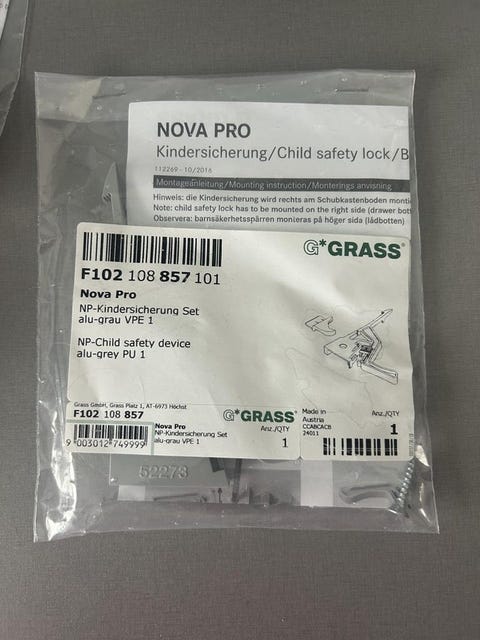 NOVA PRO
Kindersicherung/Child safety lock/B
112269 - 10/2016
Montageanleitung/Mounting instruction/Monterings anvisning
Hinweis: die Kindersicherung wird rechts am Schubkastenboden monti
Note: child safety lock has to be mounted on the right side (drawer bott
Observera: barnsäkerhetsspärren monteras på höger sida (lådbotten)
F102 108 857 101
G*GRASS®
Nova Pro
NP-Kindersicherung Set
alu-grau VPE 1
NP-Child safety device
alu-grey PU 1
Grass GmbH, Grass Platz 1, AT-6973 Höchst
F102 108 857
G*GRASS®
Made in
Austria
CCABCACB
24011
Anz./QTY
1
Nova Pro
NP-Kindersicherung Set
alu-grau VPE 1
Anz./QTY
1
9 003012 749999
52273